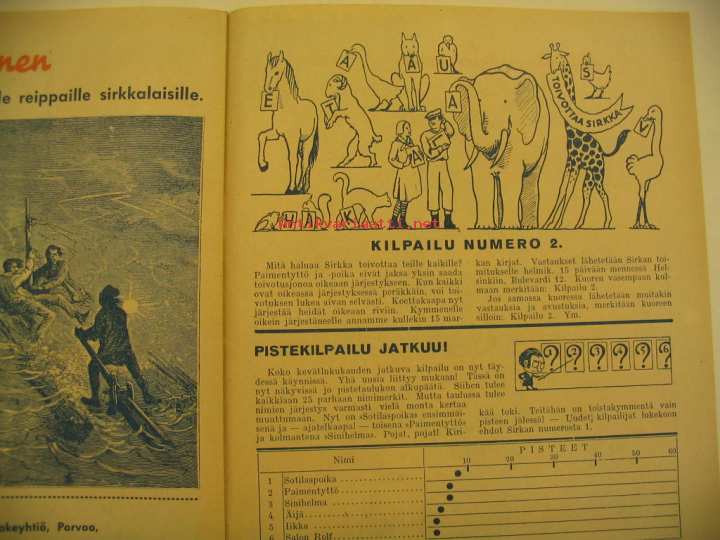 nen
le reippaille sirkkalaisille.
akeyhtiö, Porvoo,
E A Ä U S
T L A V
TOIVOTTAA SIRKKA
A
H Ä K
KILPAILU NUMERO 2.
Mitä haluaa Sirkka toivottaa teille kaikille?
Paimentyttö ja -poika eivät jaksa yksin saada
toivotusjonoa oikeaan järjestykseen. Kun kaikki
ovat oikeassa järjestyksessä peräkkäin, voi toi-
votuksen lukea aivan selvästi. Koettakaapa nyt
järjestää heidät oikeaan riviin. Kymmenelle
oikein järjestäneelle annamme kullekin 15 mar-
kan kirjat. Vastaukset lähetetään Sirkan toi-
mitukselle helmik. 15 päivään mennessä Hel-
sinkiin, Bulevardi 12. Kuoren vasempaan kol-
maan merkitään: Kilpailu 2.
Jos samassa kuoressa lähetetään muitakin
vastauksia ja avustuksia, merkitään kuoreen
silloin: Kilpailu 2. Ym.
PISTEKILPAILU JATKUU!
Koko kevätlukukauden jatkuva kilpailu on nyt täy-
dessä käynnissä. Yhä uusia liittyy mukaan! Tässä on
nyt näkyvissä jo pistetaulukon alkupäätä. Siihen tulee
kaikkiaan 25 parhaan nimimerkit. Mutta taulussa tulee
nimien järjestys varmasti vielä monta kertaa
muuttumaan. Nyt on »Sotilaspoika» ensimmäi-
senä ja — ajatelkaapa! — toisena »Paimentyttö»
ja kolmantena »Sinihelma». Pojat, pojat! Kiri-
? ? ? ? ? ?
kää toki. Teitähän on toistakymmentä vain
pisteen jälessä! — Uudet kilpailijat lukekoon
ehdot Sirkan numerosta 1.
Nimi
PISTEET
10 20 30 40 50 60
1 Sotilaspoika
2 Paimentyttö
3 Sinihelma
4 Äijä
5 Iikka
6 Salon Rolf